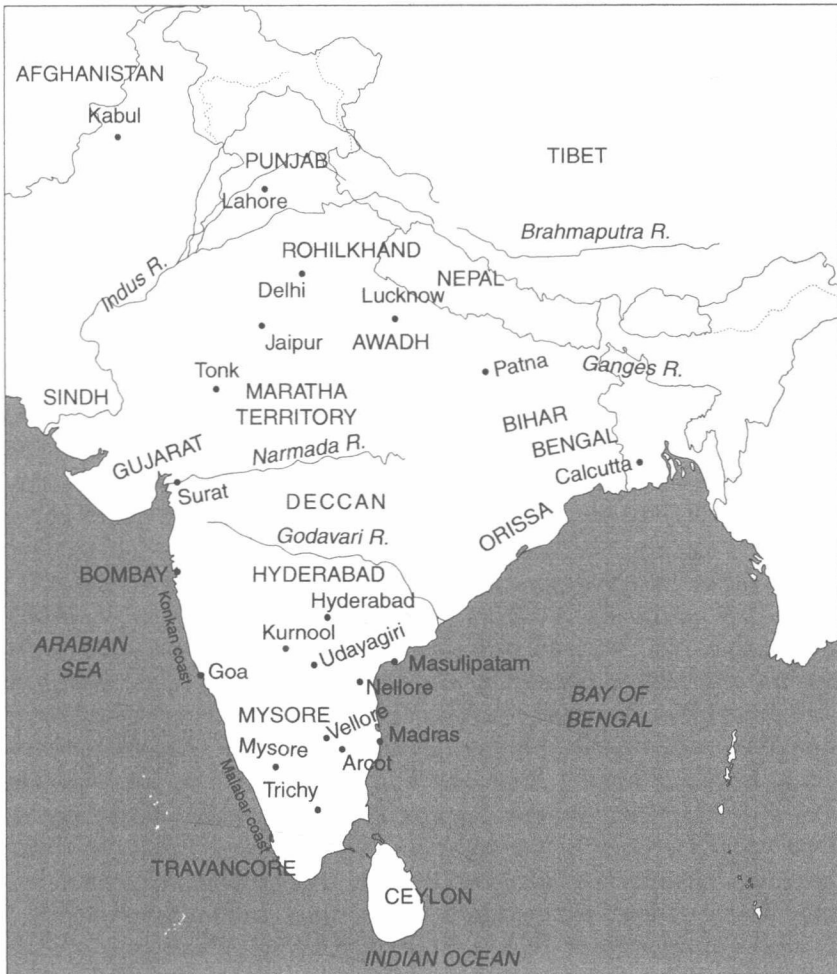 AFGHANISTAN
Kabul
PUNJAB
Lahore
TIBET
Brahmaputra R.
Indus R.
ROHILKHAND
Delhi
NEPAL
Lucknow
Jaipur
AWADH
Patna
Ganges R.
Tonk
SINDH
MARATHA
TERRITORY
BIHAR
BENGAL
Calcutta
GUJARAT
Narmada R.
Surat
DECCAN
ORISSA
Godavari R.
BOMBAY
HYDERABAD
Hyderabad
Konkan coast
ARABIAN
SEA
Kurnool
Udayagiri
Masulipatam
Goa
Nellore
BAY OF
BENGAL
MYSORE
Vellore
Madras
Mysore
Arcot
Trichy
Malabar coast
TRAVANCORE
CEYLON
INDIAN OCEAN